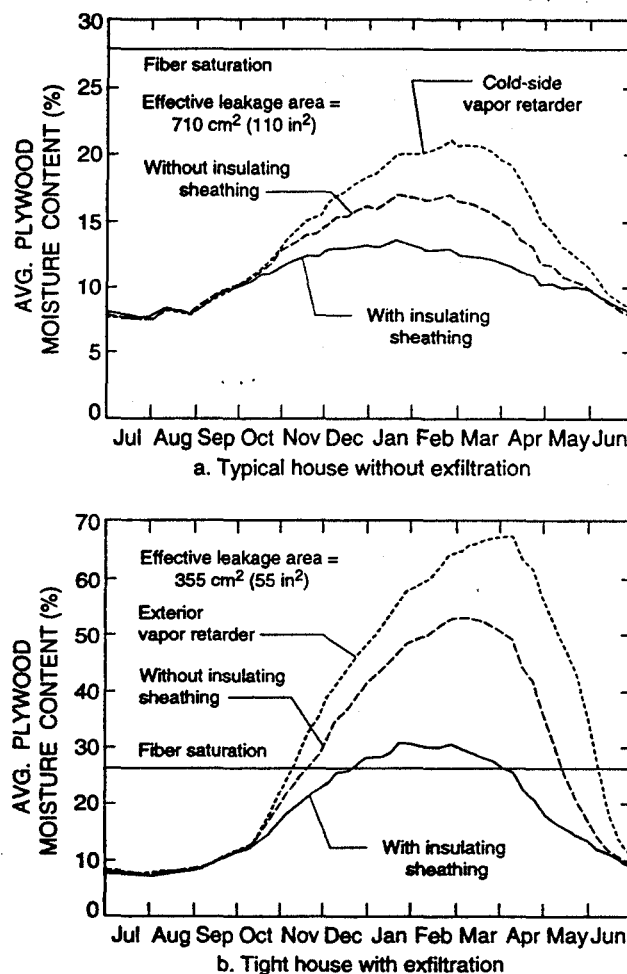 30
25
20
15
10
5
0
AVG. PLYWOOD
MOISTURE CONTENT (%)
Fiber saturation
Effective leakage area =
710 cm² (110 in²)
Cold-side
vapor retarder
Without insulating
sheathing
With insulating
sheathing
Jul Aug Sep Oct Nov Dec Jan Feb Mar Apr May Jun
a. Typical house without exfiltration
70
60
50
40
30
20
10
0
AVG. PLYWOOD
MOISTURE CONTENT (%)
Effective leakage area =
355 cm² (55 in²)
Exterior
vapor retarder
Without insulating
sheathing
Fiber saturation
With insulating
sheathing
Jul Aug Sep Oct Nov Dec Jan Feb Mar Apr May Jun
b. Tight house with exfiltration